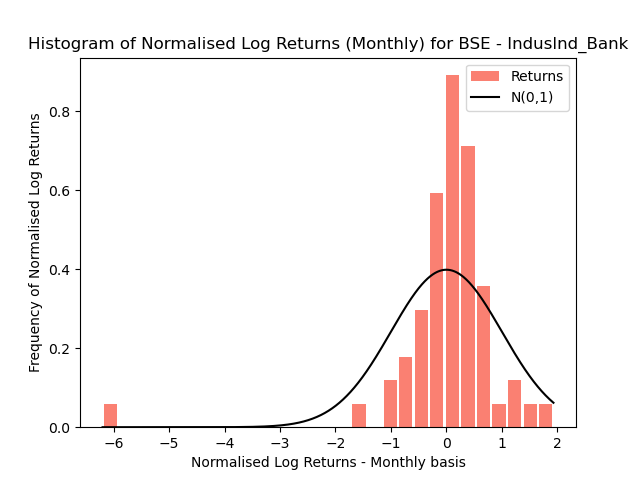 Histogram of Normalised Log Returns (Monthly) for BSE - IndusInd_Bank
Returns
N(0,1)
Frequency of Normalised Log Returns
0.8
0.6
0.4
0.2
0.0
−6 −5 −4 −3 −2 −1 0 1 2
Normalised Log Returns - Monthly basis